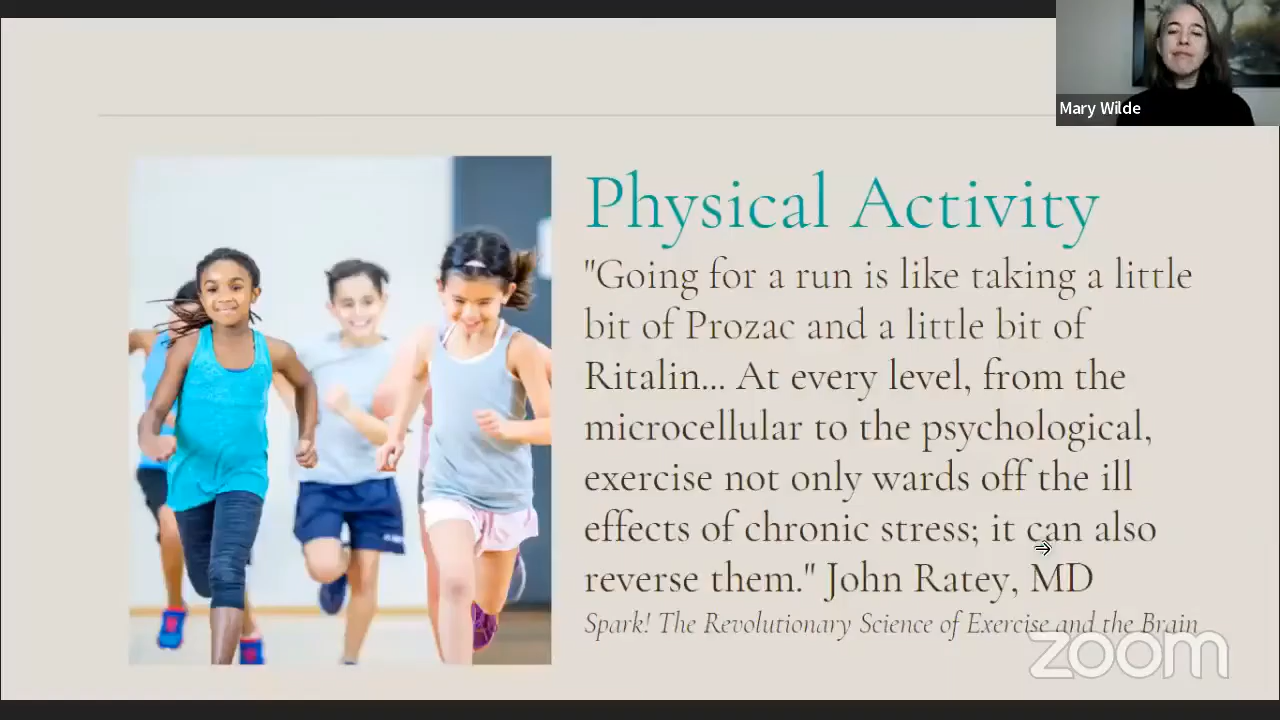 Mary Wilde
Physical Activity
"Going for a run is like taking a little
bit of Prozac and a little bit of
Ritalin... At every level, from the
microcellular to the psychological,
exercise not only wards off the ill
effects of chronic stress; it can also
reverse them." John Ratey, MD
Spark! The Revolutionary Science of Exercise and the Brain
zoom